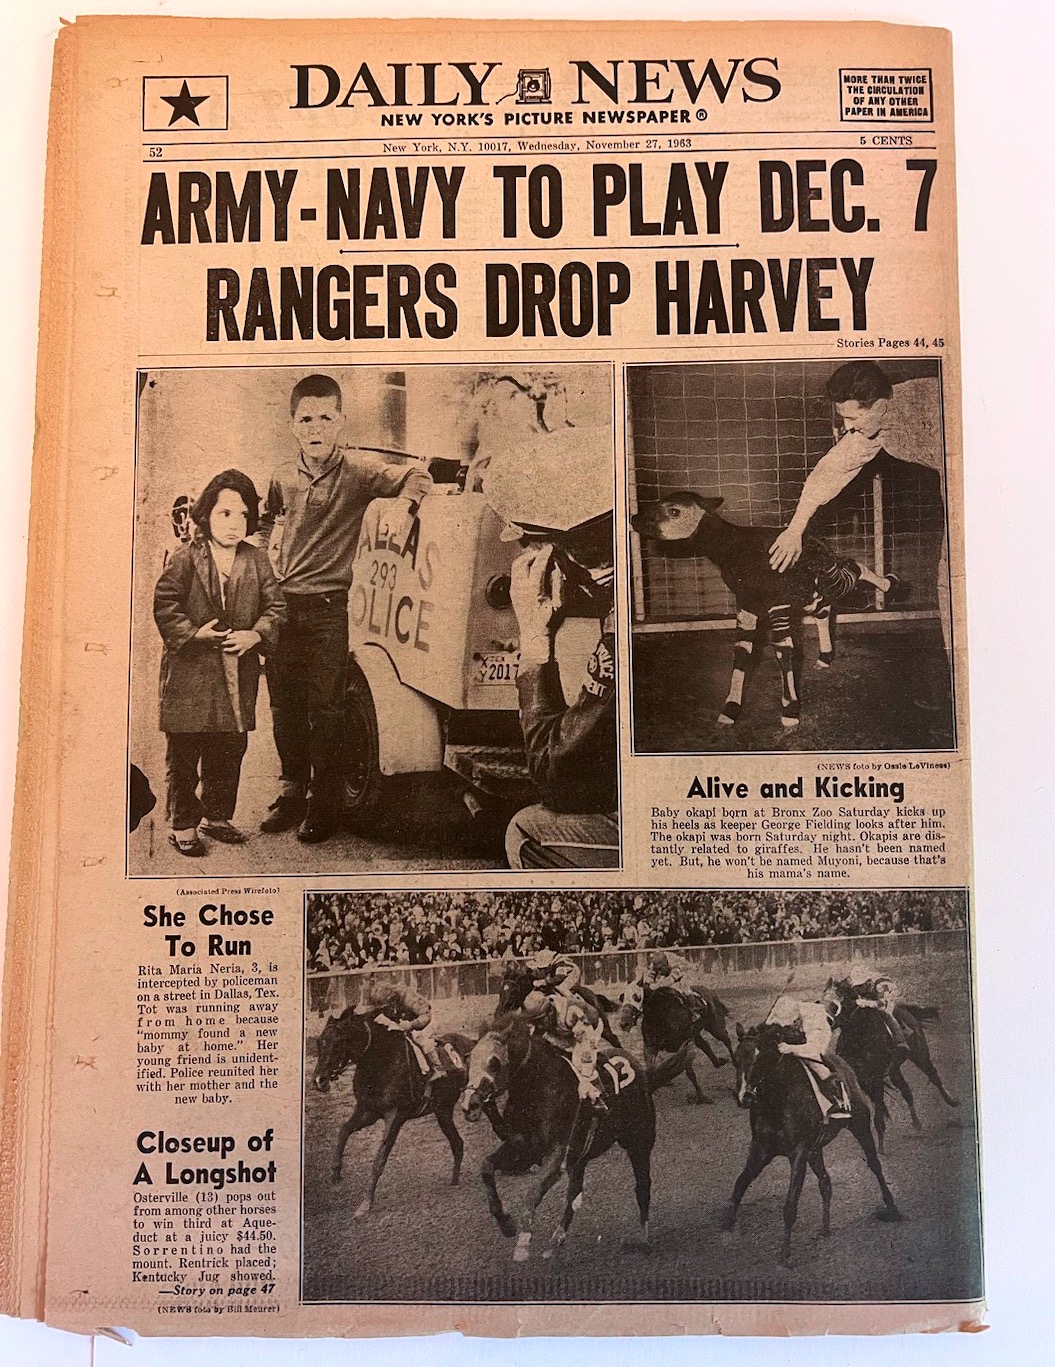 DAILY NEWS
NEW YORK'S PICTURE NEWSPAPER ®
MORE THAN TWICE
THE CIRCULATION
OF ANY OTHER
PAPER IN AMERICA
52
New York, N.Y. 10017, Wednesday, November 27, 1963
5 CENTS
ARMY-NAVY TO PLAY DEC. 7
RANGERS DROP HARVEY
Stories Pages 44, 45
ALLAS
293
OLICE
2017
(NEWS foto by Ossie LeViness)
Alive and Kicking
Baby okapi born at Bronx Zoo Saturday kicks up
his heels as keeper George Fielding looks after him.
The okapi was born Saturday night. Okapis are dis-
tantly related to giraffes. He hasn't been named
yet. But, he won't be named Muyoni, because that's
his mama's name.
(Associated Press Wirefoto)
She Chose
To Run
Rita Maria Neria, 3, is
intercepted by policeman
on a street in Dallas, Tex.
Tot was running away
from home because
"mommy found a new
baby at home." Her
young friend is unident-
ified. Police reunited her
with her mother and the
new baby.
Closeup of
A Longshot
Osterville (13) pops out
from among other horses
to win third at Aque-
duct at a juicy $44.50.
Sorrentino had the
mount. Rentrick placed;
Kentucky Jug showed.
—Story on page 47
(NEWS foto by Bill Meurer)
13